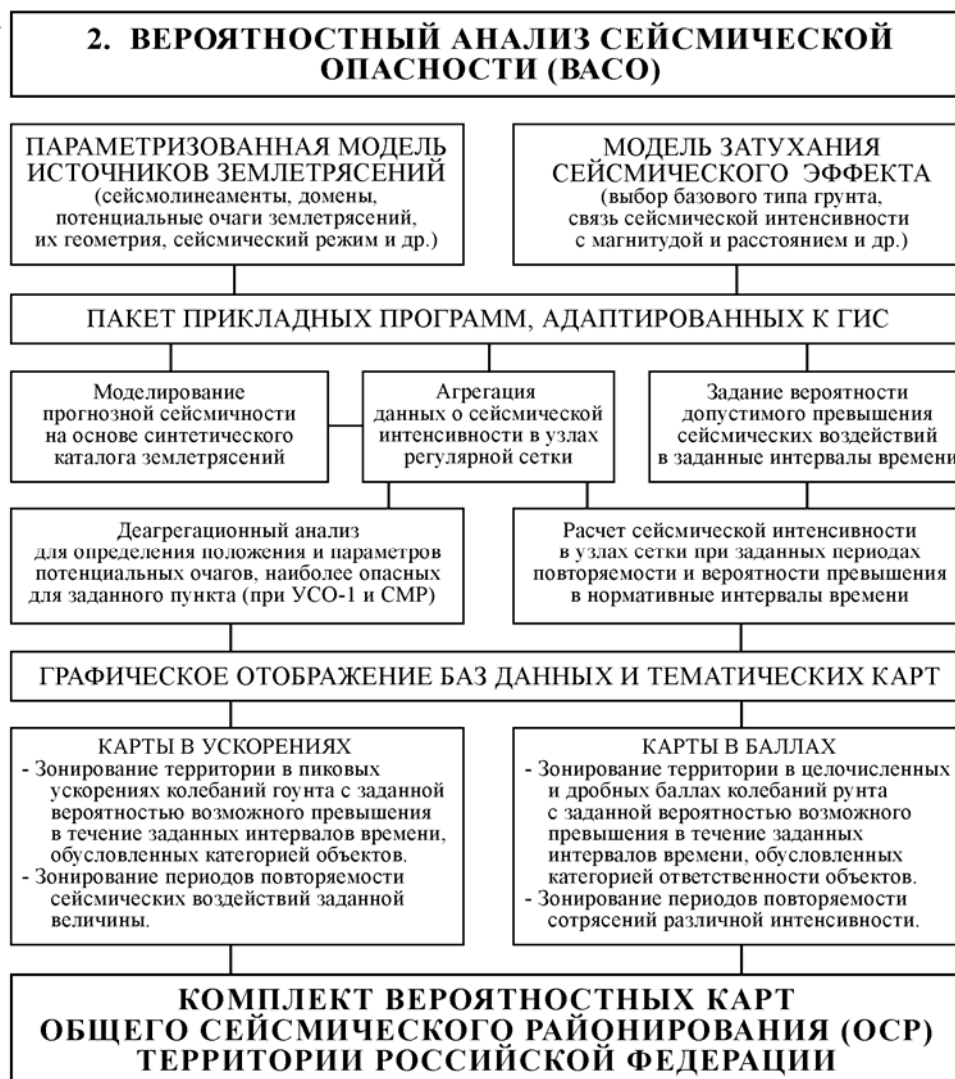 2. ВЕРОЯТНОСТНЫЙ АНАЛИЗ СЕЙСМИЧЕСКОЙ
ОПАСНОСТИ (ВАСО)
ПАРАМЕТРИЗОВАННАЯ МОДЕЛЬ
ИСТОЧНИКОВ ЗЕМЛЕТРЯСЕНИЙ
(сейсмолинеаменты, домены,
потенциальные очаги землетрясений,
их геометрия, сейсмический режим и др.)
МОДЕЛЬ ЗАТУХАНИЯ
СЕЙСМИЧЕСКОГО ЭФФЕКТА
(выбор базового типа грунта,
связь сейсмической интенсивности
с магнитудой и расстоянием и др.)
ПАКЕТ ПРИКЛАДНЫХ ПРОГРАММ, АДАПТИРОВАННЫХ К ГИС
Моделирование
прогнозной сейсмичности
на основе синтетического
каталога землетрясений
Агрегация
данных о сейсмической
интенсивности в узлах
регулярной сетки
Задание вероятности
допустимого превышения
сейсмических воздействий
в заданные интервалы времени
Деагрегационный анализ
для определения положения и параметров
потенциальных очагов, наиболее опасных
для заданного пункта (при УСО-1 и СМР)
Расчет сейсмической интенсивности
в узлах сетки при заданных периодах
повторяемости и вероятности превышения
в нормативные интервалы времени
ГРАФИЧЕСКОЕ ОТОБРАЖЕНИЕ БАЗ ДАННЫХ И ТЕМАТИЧЕСКИХ КАРТ
КАРТЫ В УСКОРЕНИЯХ
- Зонирование территории в пиковых
ускорениях колебаний гоунта с заданной
вероятностью возможного превышения
в течение заданных интервалов времени,
обусловленных категорией объектов.
- Зонирование периодов повторяемости
сейсмических воздействий заданной
величины.
КАРТЫ В БАЛЛАХ
- Зонирование территории в целочисленных
и дробных баллах колебаний рунта
с заданной вероятностью возможного
превышения в течение заданных
интервалов времени, обусловленных
категорией ответственности объектов.
- Зонирование периодов повторяемости
сотрясений различной интенсивности.
КОМПЛЕКТ ВЕРОЯТНОСТНЫХ КАРТ
ОБЩЕГО СЕЙСМИЧЕСКОГО РАЙОНИРОВАНИЯ (ОСР)
ТЕРРИТОРИИ РОССИЙСКОЙ ФЕДЕРАЦИИ